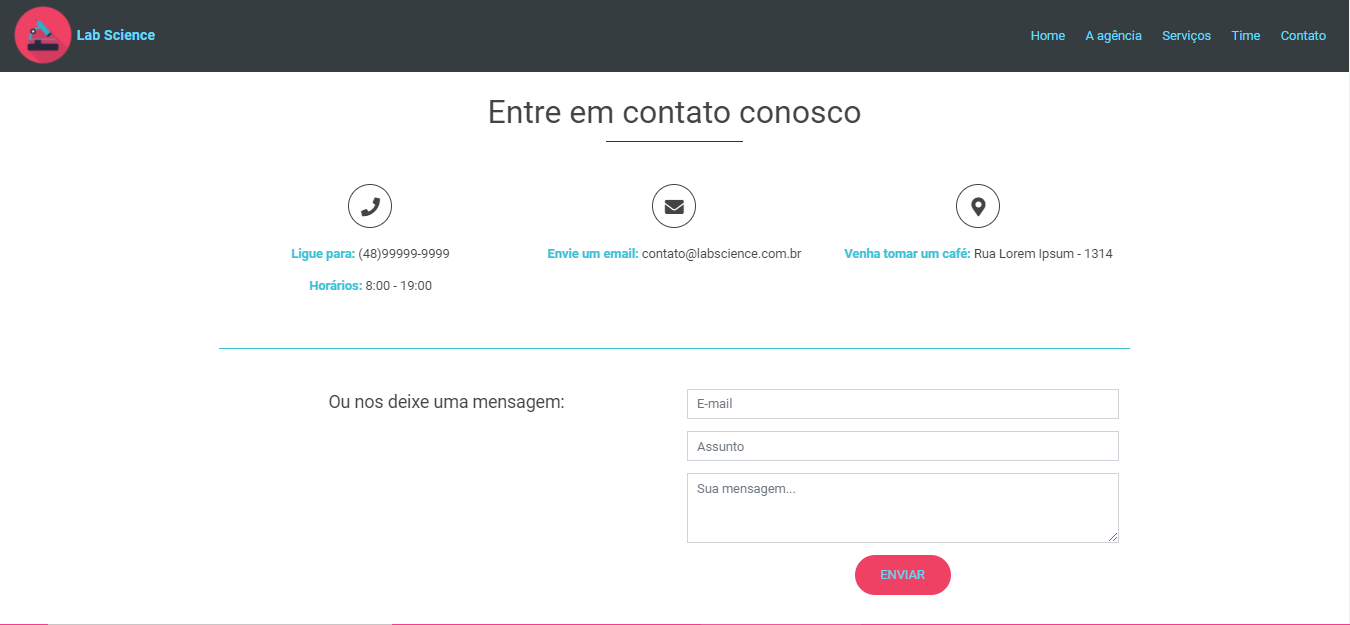 Lab Science
Home A agência Serviços Time Contato
Entre em contato conosco
Ligue para: (48)99999-9999
Horários: 8:00 - 19:00
Envie um email: contato@labscience.com.br
Venha tomar um café: Rua Lorem Ipsum - 1314
Ou nos deixe uma mensagem:
E-mail
Assunto
Sua mensagem...
ENVIAR